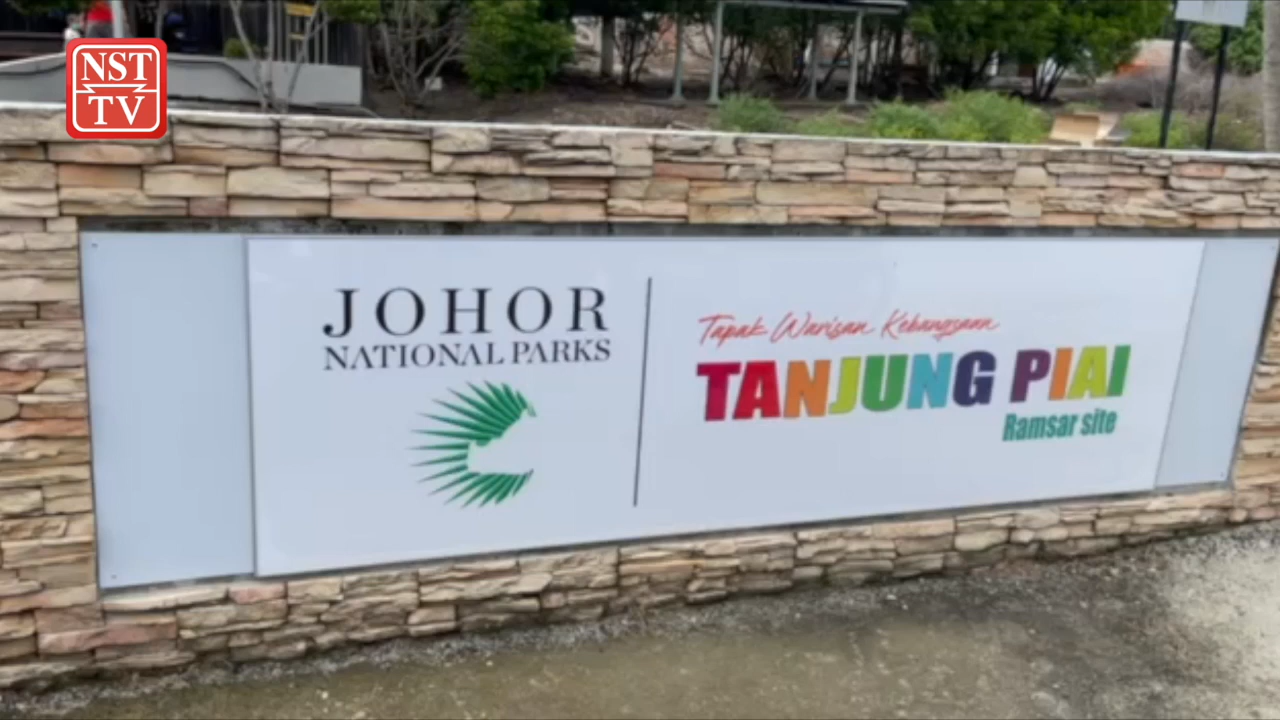 NST
TV
JOHOR
NATIONAL PARKS
Tapak Warisan Kebangsaan
TANJUNG PIAI
Ramsar site